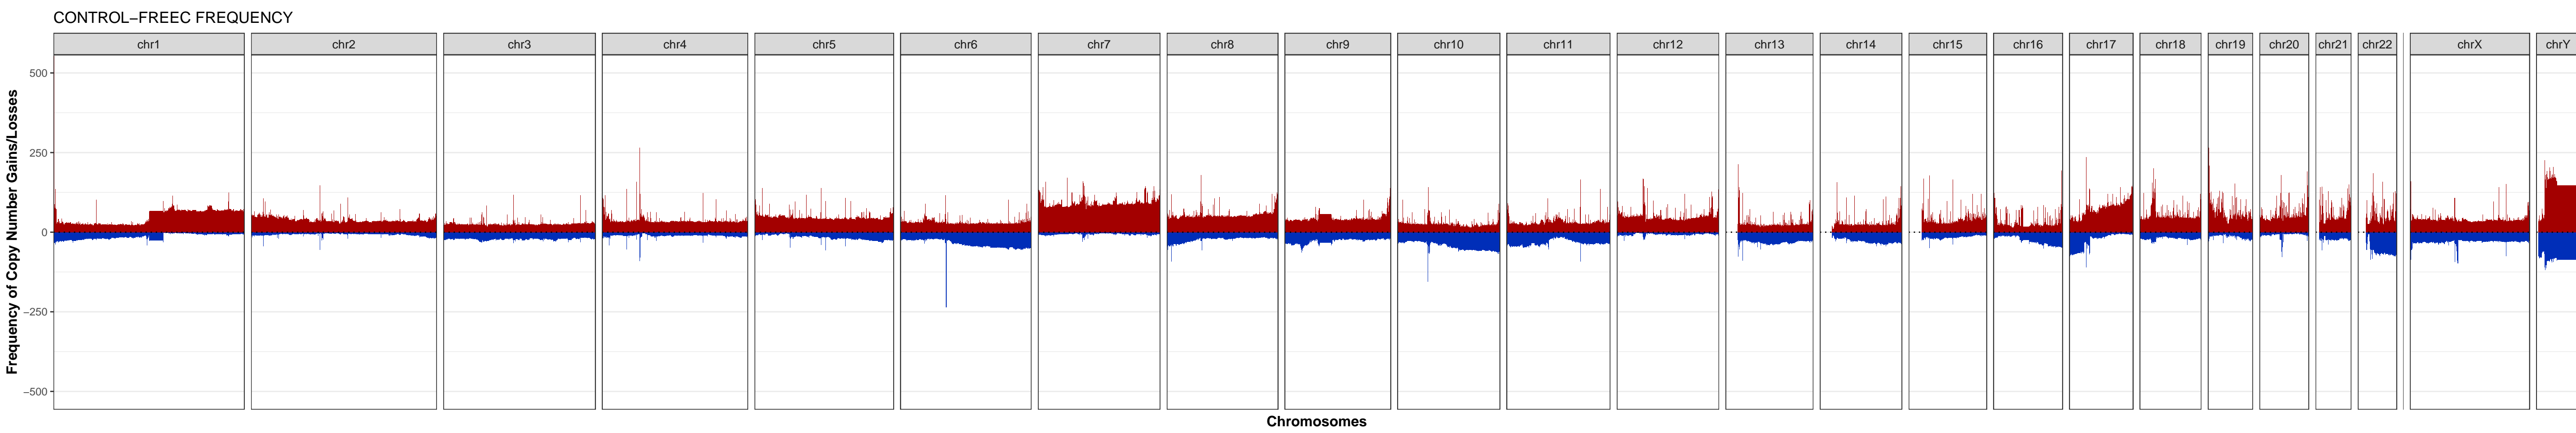 CONTROL−FREEC FREQUENCY
chr1 chr2 chr3 chr4 chr5 chr6 chr7 chr8 chr9 chr10 chr11 chr12 chr13 chr14 chr15 chr16 chr17 chr18 chr19 chr20 chr21 chr22 chrX chrY
Frequency of Copy Number Gains/Losses
500
250
0
−250
−500
Chromosomes